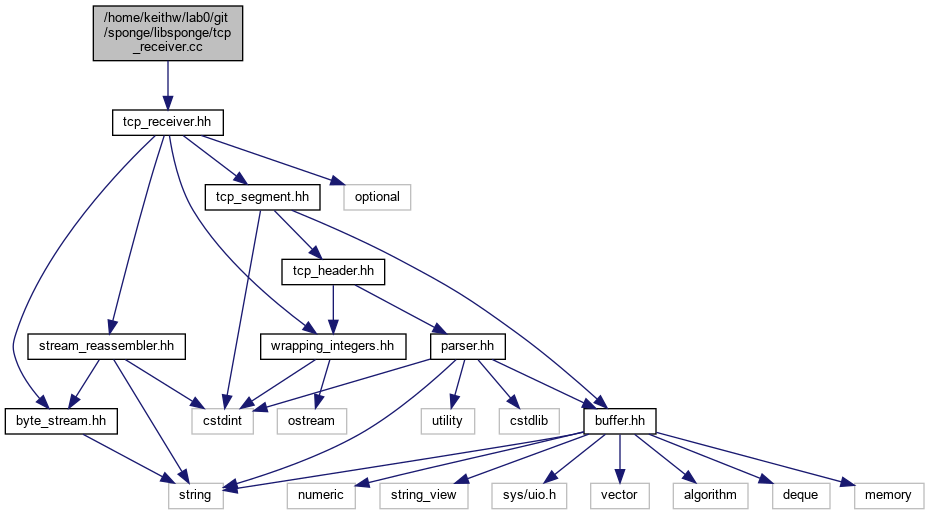 /home/keithw/lab0/git
/sponge/libsponge/tcp
_receiver.cc
tcp_receiver.hh
tcp_segment.hh
optional
tcp_header.hh
stream_reassembler.hh
wrapping_integers.hh
parser.hh
byte_stream.hh
cstdint
ostream
utility
cstdlib
buffer.hh
string
numeric
string_view
sys/uio.h
vector
algorithm
deque
memory